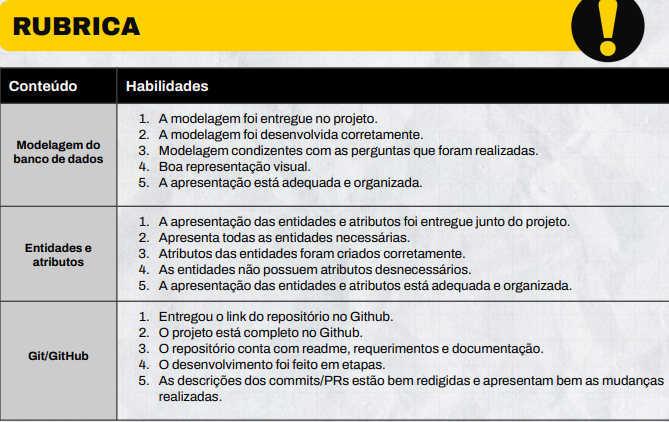 RUBRICA
Conteúdo
Habilidades
Modelagem do
banco de dados
1. A modelagem foi entregue no projeto.
2. A modelagem foi desenvolvida corretamente.
3. Modelagem condizentes com as perguntas que foram realizadas.
4. Boa representação visual.
5. A apresentação está adequada e organizada.
Entidades e
atributos
1. A apresentação das entidades e atributos foi entregue junto do projeto.
2. Apresenta todas as entidades necessárias.
3. Atributos das entidades foram criados corretamente.
4. As entidades não possuem atributos desnecessários.
5. A apresentação das entidades e atributos está adequada e organizada.
Git/GitHub
1. Entregou o link do repositório no Github.
2. O projeto está completo no Github.
3. O repositório conta com readme, requerimentos e documentação.
4. O desenvolvimento foi feito em etapas.
5. As descrições dos commits/PRs estão bem redigidas e apresentam bem as mudanças
realizadas.